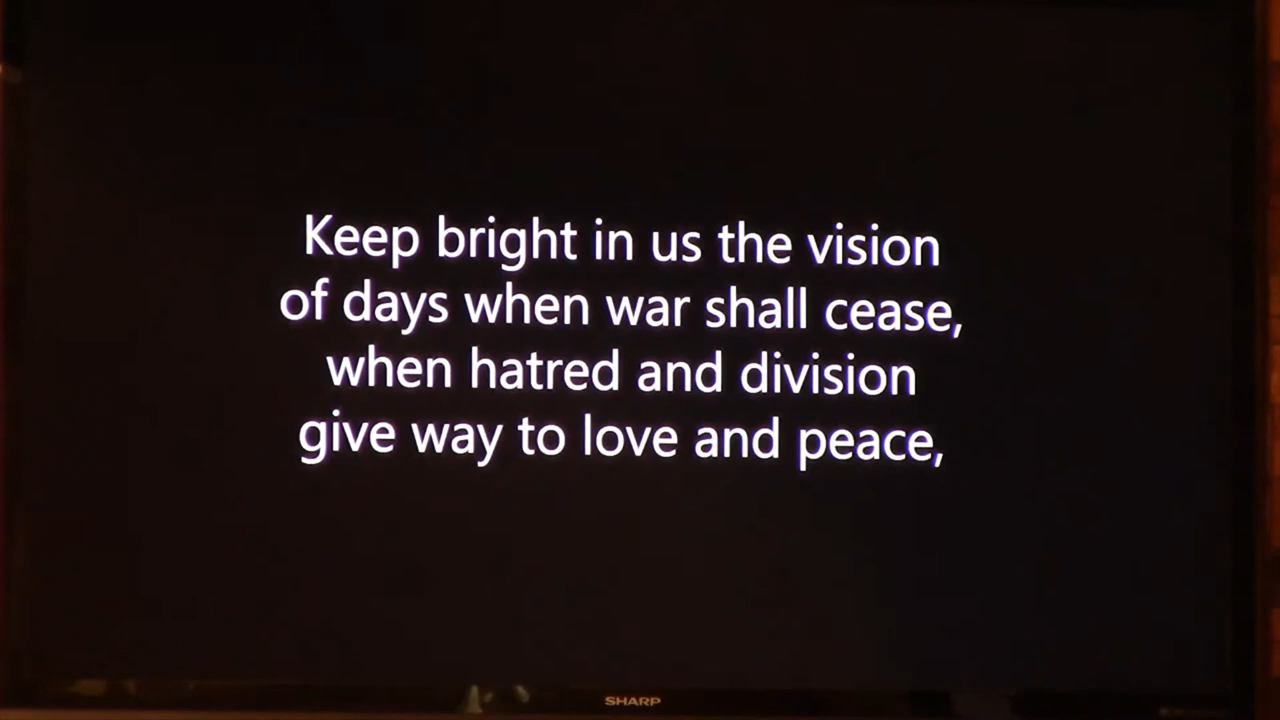 Keep bright in us the vision
of days when war shall cease,
when hatred and division
give way to love and peace,
SHARP